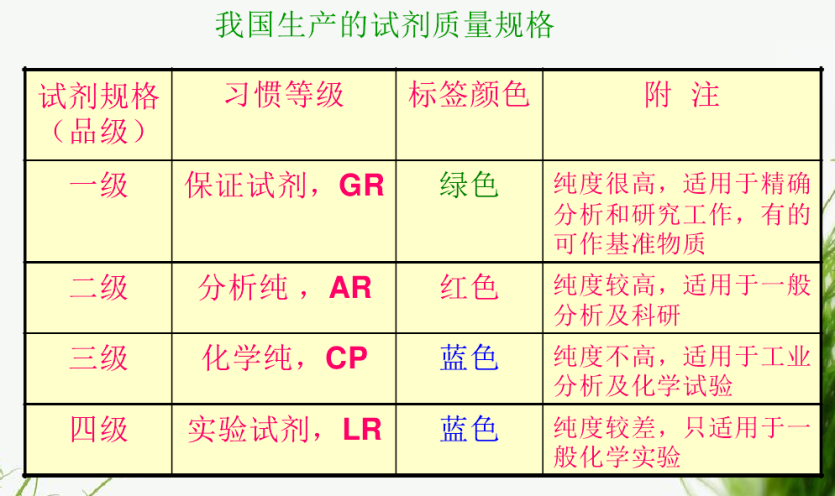 我国生产的试剂质量规格
试剂规格
（品级）
习惯等级
标签颜色
附 注
一级
保证试剂，GR
绿色
纯度很高，适用于精确
分析和研究工作，有的
可作基准物质
二级
分析纯 ，AR
红色
纯度较高，适用于一般
分析及科研
三级
化学纯，CP
蓝色
纯度不高，适用于工业
分析及化学试验
四级
实验试剂，LR
蓝色
纯度较差，只适用于一
般化学实验